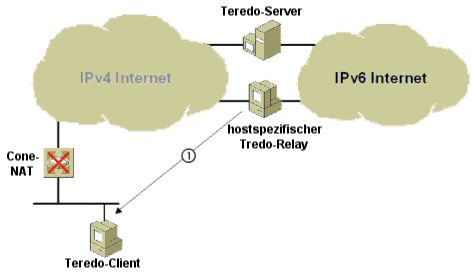 Teredo-Server
IPv4 Internet
IPv6 Internet
hostspezifischer
Tredo-Relay
1
Cone-
NAT
Teredo-Client